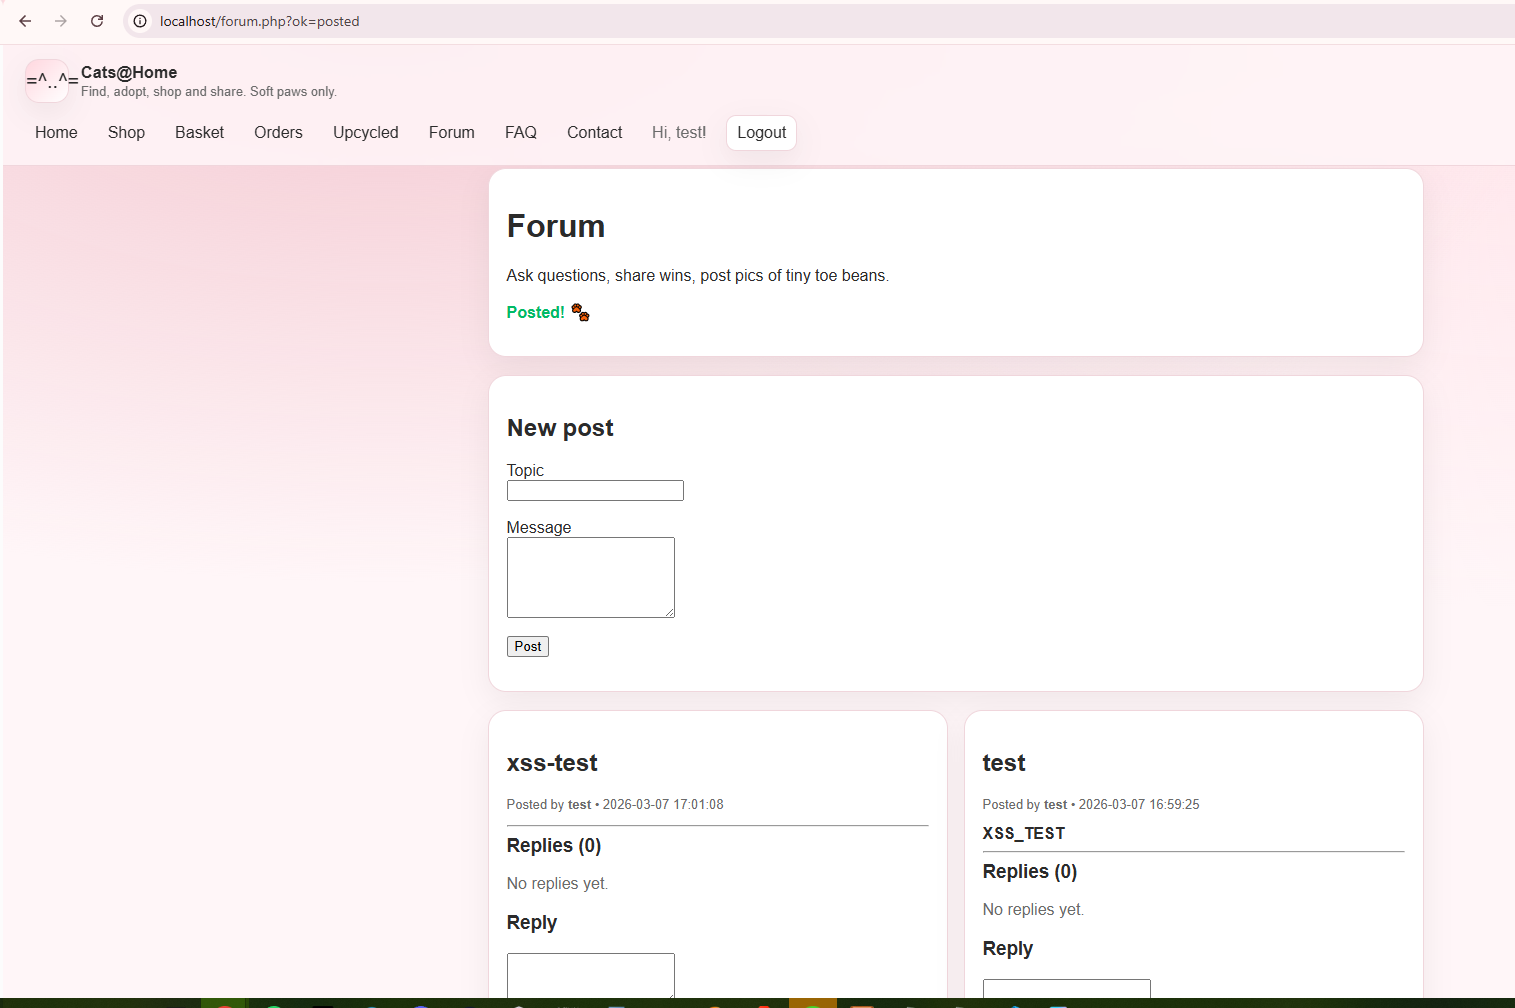 localhost/forum.php?ok=posted
=^..^=
Cats@Home
Find, adopt, shop and share. Soft paws only.
Home Shop Basket Orders Upcycled Forum FAQ Contact Hi, test! Logout
Forum
Ask questions, share wins, post pics of tiny toe beans.
Posted! 🐾
New post
Topic
Message
Post
xss-test
Posted by test • 2026-03-07 17:01:08
Replies (0)
No replies yet.
Reply
test
Posted by test • 2026-03-07 16:59:25
XSS_TEST
Replies (0)
No replies yet.
Reply